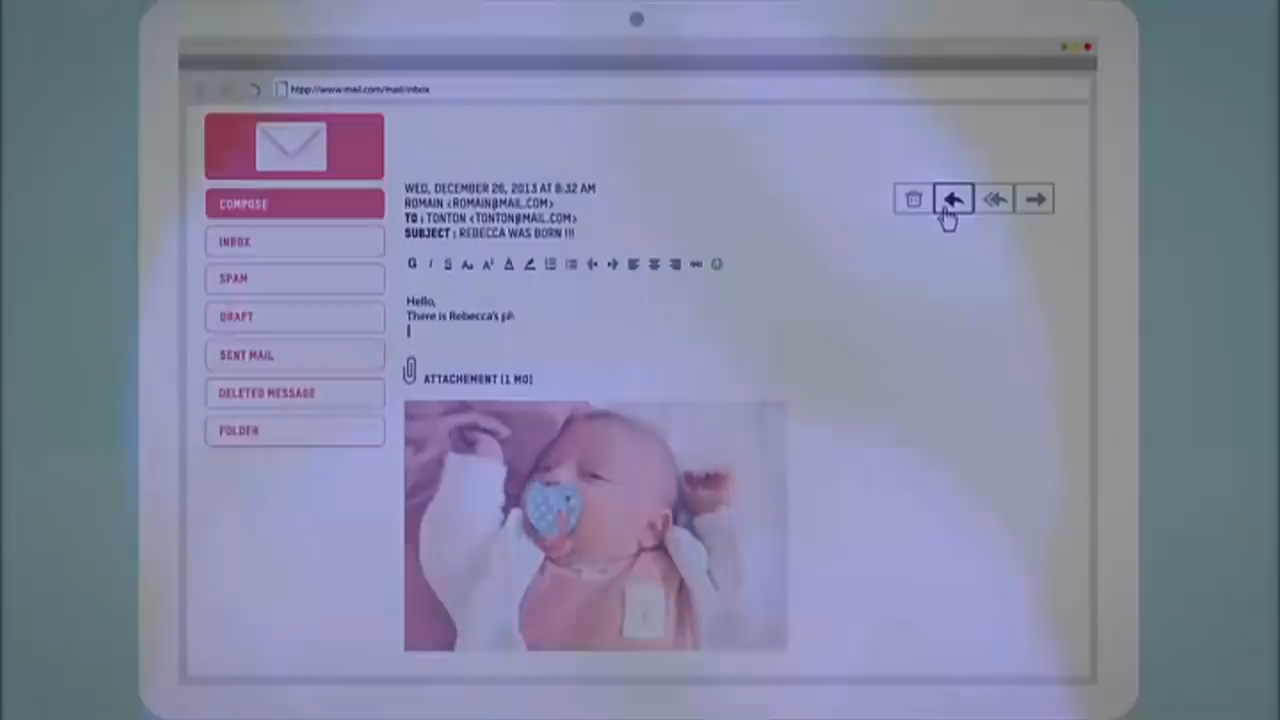 htpp://www.mail.com/mail/inbox
COMPOSE
INBOX
SPAM
DRAFT
SENT MAIL
DELETED MESSAGE
FOLDER
WED, DECEMBER 26, 2013 AT 8:32 AM
ROMAIN <ROMAIN@MAIL.COM>
TO : TONTON <TONTON@MAIL.COM>
SUBJECT : REBECCA WAS BORN !!!
Hello,
There is Rebecca's ph
ATTACHEMENT (1 MO)